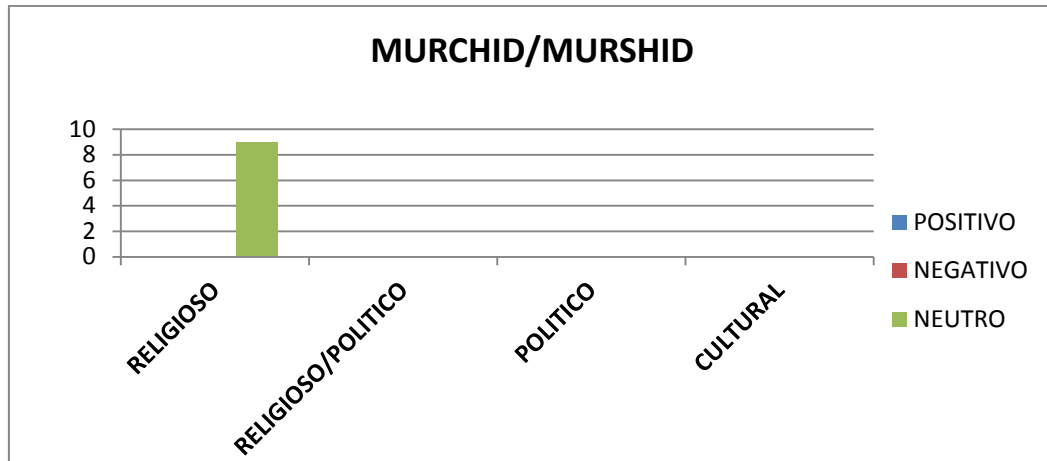 MURCHID/MURSHID
10
8
6
4
2
0
RELIGIOSO
RELIGIOSO/POLITICO
POLITICO
CULTURAL
POSITIVO
NEGATIVO
NEUTRO